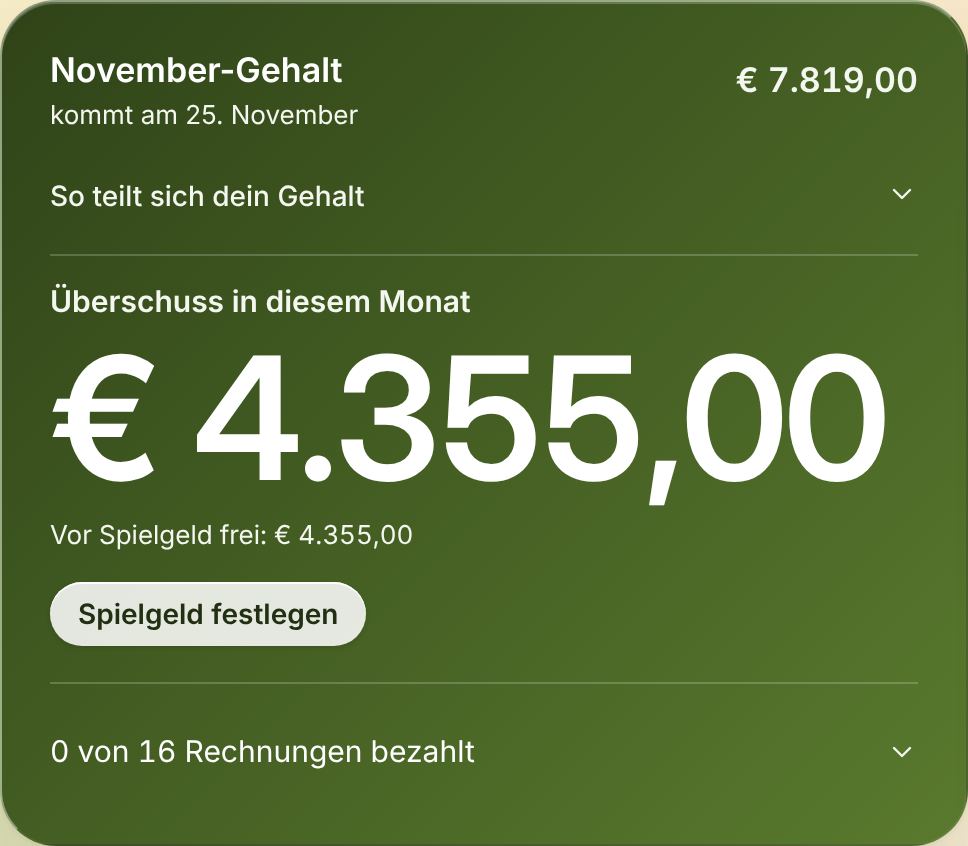 November-Gehalt
€ 7.819,00
kommt am 25. November
So teilt sich dein Gehalt
Überschuss in diesem Monat
€ 4.355,00
Vor Spielgeld frei: € 4.355,00
Spielgeld festlegen
0 von 16 Rechnungen bezahlt